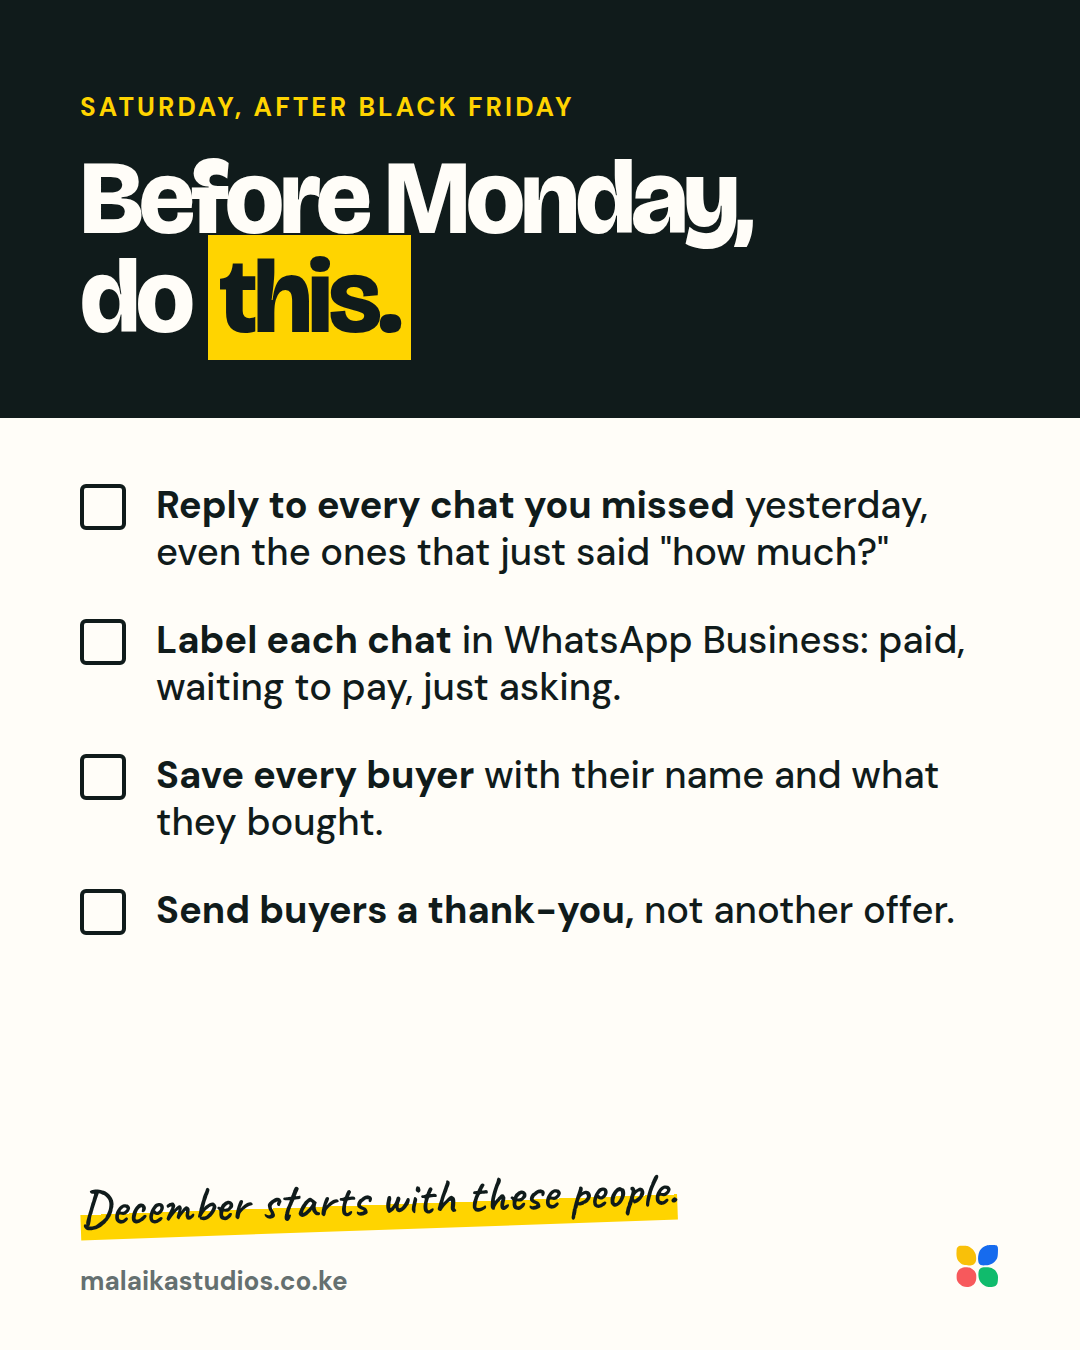 SATURDAY, AFTER BLACK FRIDAY
Before Monday,
do this.
Reply to every chat you missed yesterday,
even the ones that just said "how much?"
Label each chat in WhatsApp Business: paid,
waiting to pay, just asking.
Save every buyer with their name and what
they bought.
Send buyers a thank-you, not another offer.
December starts with these people.
malaikastudios.co.ke